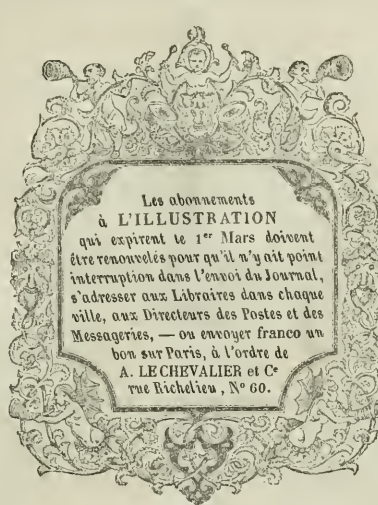 Les abonnements
à L'ILLUSTRATION
qui expirent le 1er Mars doivent
être renouvelés pour qu'il n'y ait point
interruption dans l'envoi du Journal,
s'adresser aux Libraires dans chaque
ville, aux Directeurs des Postes et des
Messageries, — ou envoyer franco un
bon sur Paris, à l'ordre de
A. LECHEVALIER et Ce
rue Richelieu, No 60.